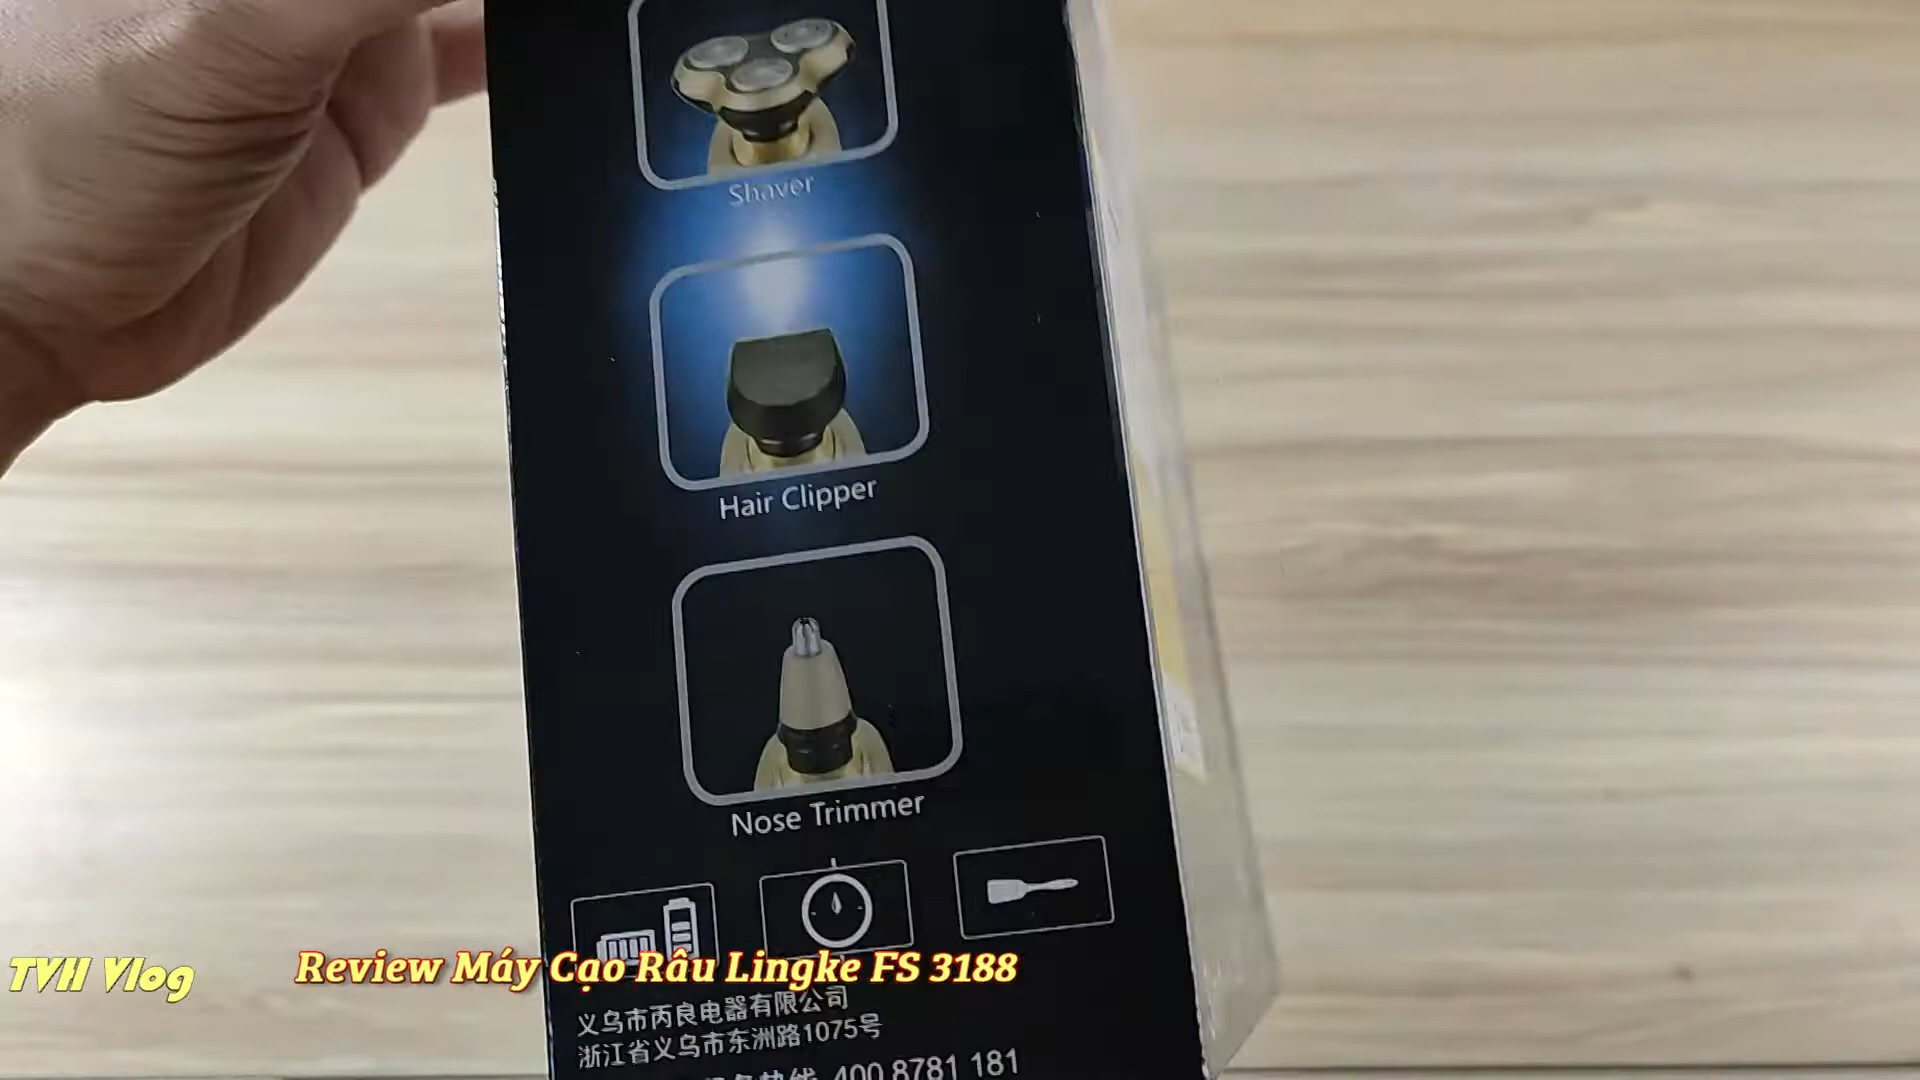 Shaver
Hair Clipper
Nose Trimmer
TVH Vlog
Review Máy Cạo Râu Lingke FS 3188
义乌市丙良电器有限公司
浙江省义乌市东洲路1075号
热线 400 8781 181